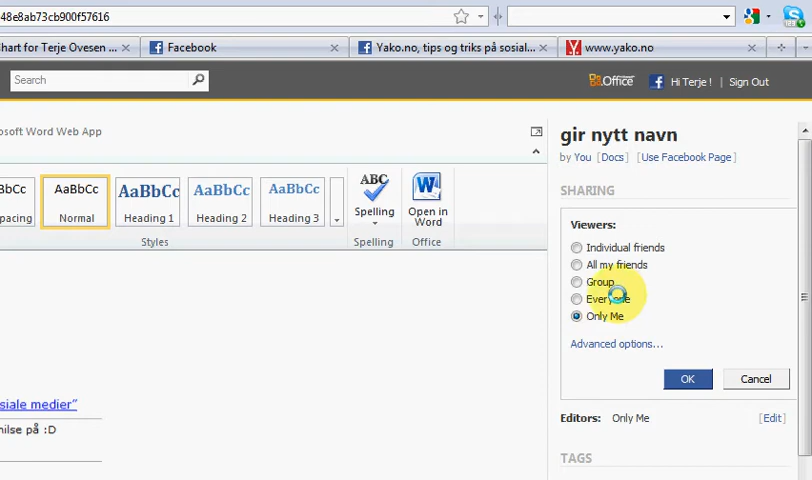 48e8ab73cb900f57616
hart for Terje Ovesen ...
Facebook
Yako.no, tips og triks på sosial...
www.yako.no
Search
Office
Hi Terje !
Sign Out
osoft Word Web App
gir nytt navn
by You [Docs] [Use Facebook Page]
SHARING
BbCc
AaBbCc
AaBbCc
AaBbCc
AaBbCc
ABC
pacing
Normal
Heading 1
Heading 2
Heading 3
Spelling
Open in Word
Styles
Spelling
Office
Viewers:
Individual friends
All my friends
Group
Everyone
Only Me
Advanced options...
OK
Cancel
siale medier"
nilse på :D
Editors: Only Me [Edit]
TAGS